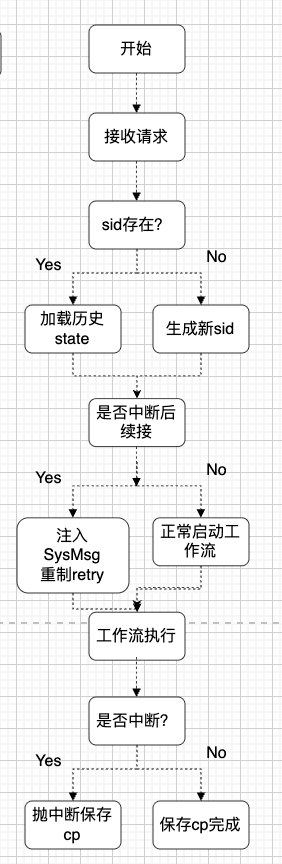 开始
接收请求
sid存在?
Yes
No
加载历史
state
生成新sid
是否中断后
续接
Yes
No
注入
SysMsg
重制retry
正常启动工
作流
工作流执行
是否中断?
Yes
No
抛中断保存
cp
保存cp完成